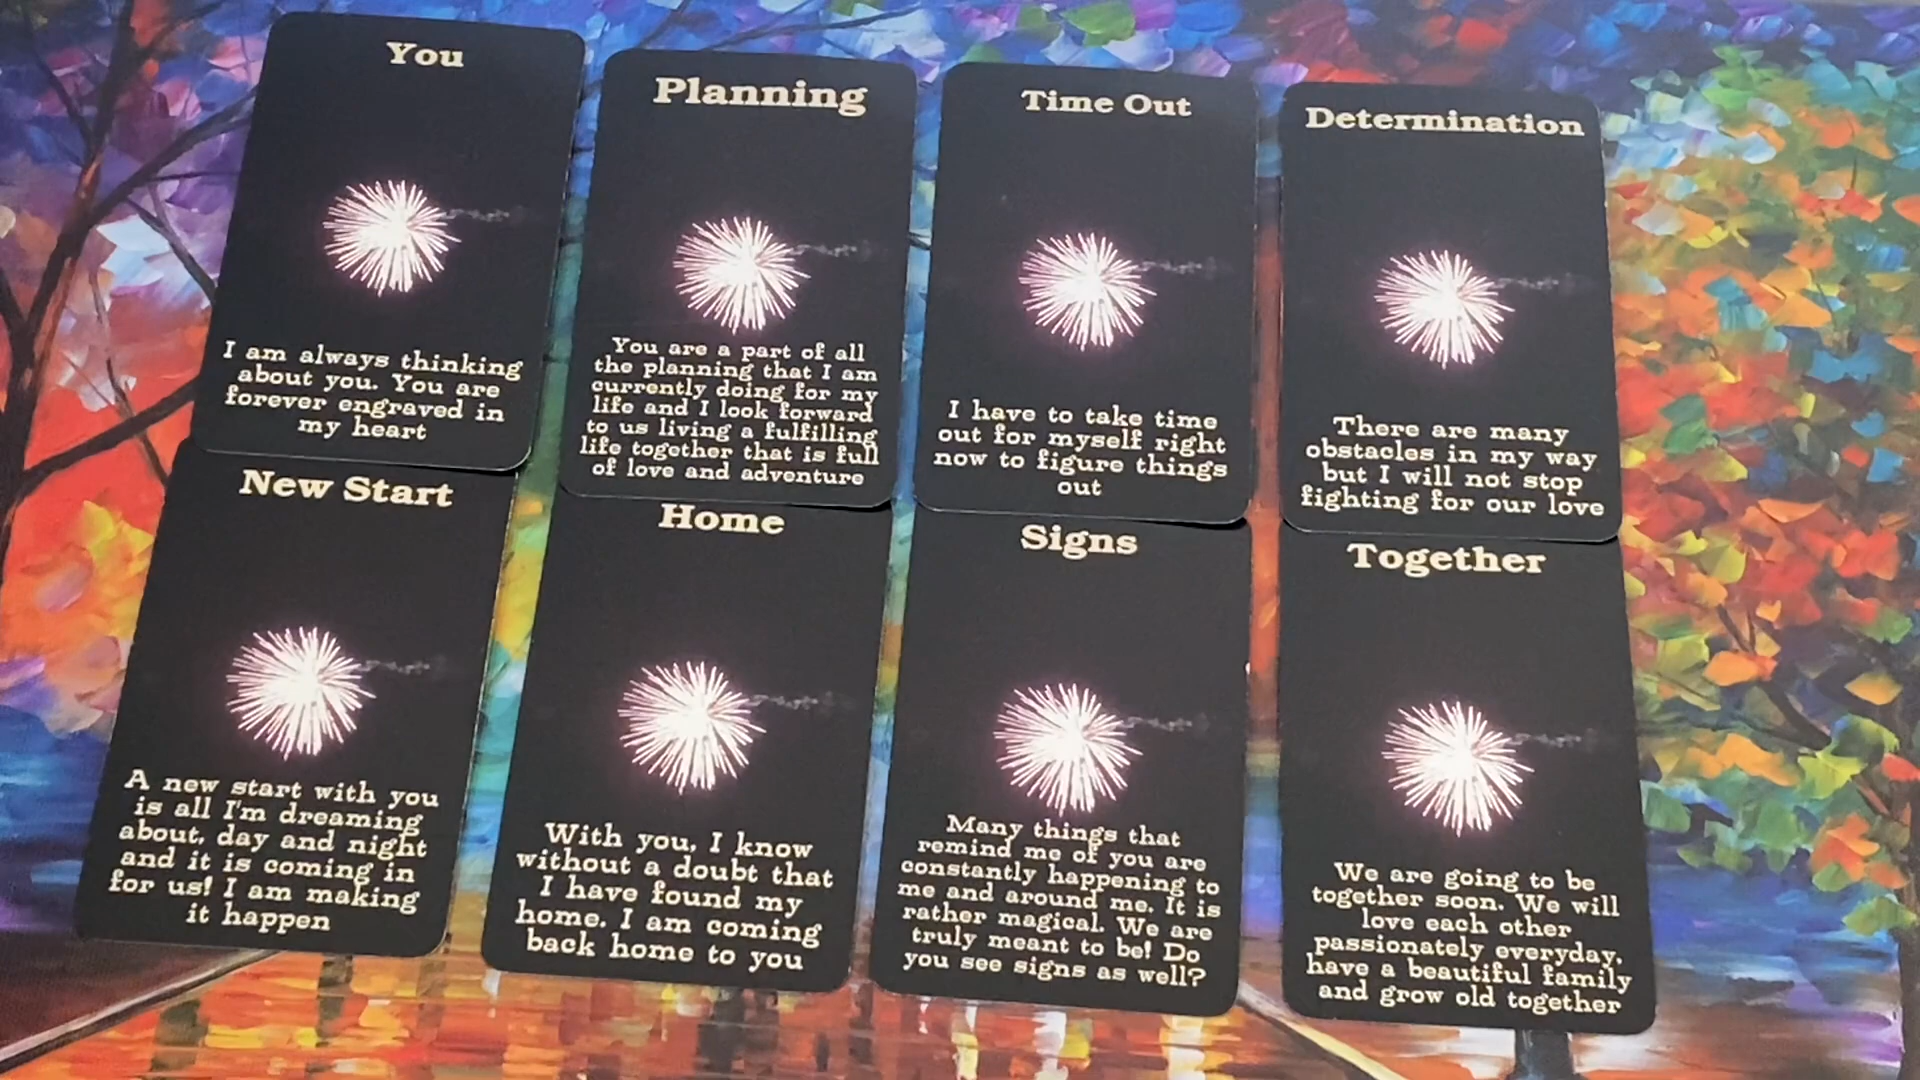 You
I am always thinking
about you. You are
forever engraved in
my heart
Planning
You are a part of all
the planning that I am
currently doing for my
life and I look forward
to us living a fulfilling
life together that is full
of love and adventure
Time Out
I have to take time
out for myself right
now to figure things
out
Determination
There are many
obstacles in my way
but I will not stop
fighting for our love
New Start
A new start with you
is all I'm dreaming
about, day and night
and it is coming in
for us! I am making
it happen
Home
With you, I know
without a doubt that
I have found my
home. I am coming
back home to you
Signs
Many things that
remind me of you are
constantly happening to
me and around me. It is
rather magical. We are
truly meant to be! Do
you see signs as well?
Together
We are going to be
together soon. We will
love each other
passionately everyday,
have a beautiful family
and grow old together